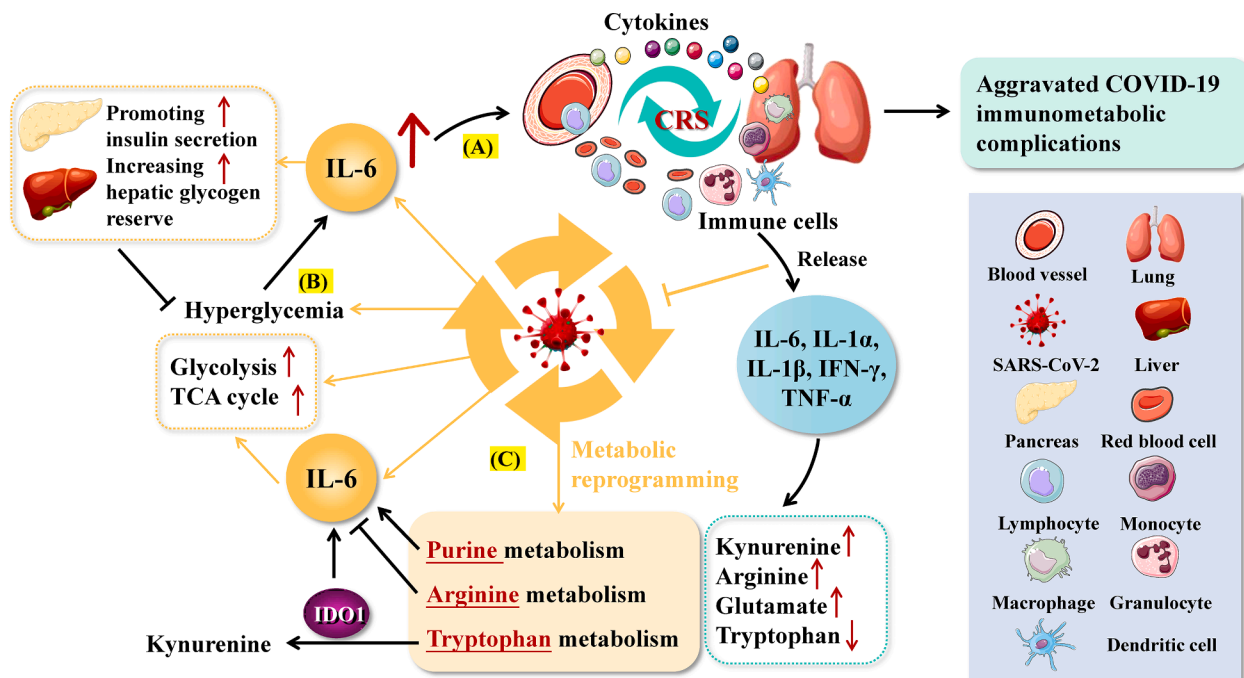 Cytokines
Promoting
insulin secretion
Increasing
hepatic glycogen
reserve
IL-6
(A)
CRS
Aggravated COVID-19
immunometabolic
complications
Immune cells
Release
(B)
Hyperglycemia
Glycolysis
TCA cycle
IL-6, IL-1α,
IL-1β, IFN-γ,
TNF-α
IL-6
(C)
Metabolic
reprogramming
Purine metabolism
Arginine metabolism
Tryptophan metabolism
IDO1
Kynurenine
Kynurenine
Arginine
Glutamate
Tryptophan
Blood vessel
Lung
SARS-CoV-2
Liver
Pancreas
Red blood cell
Lymphocyte
Monocyte
Macrophage
Granulocyte
Dendritic cell